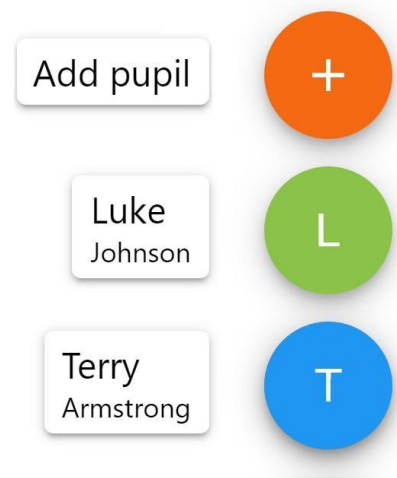 Add pupil +
Luke
Johnson
L
Terry
Armstrong
T